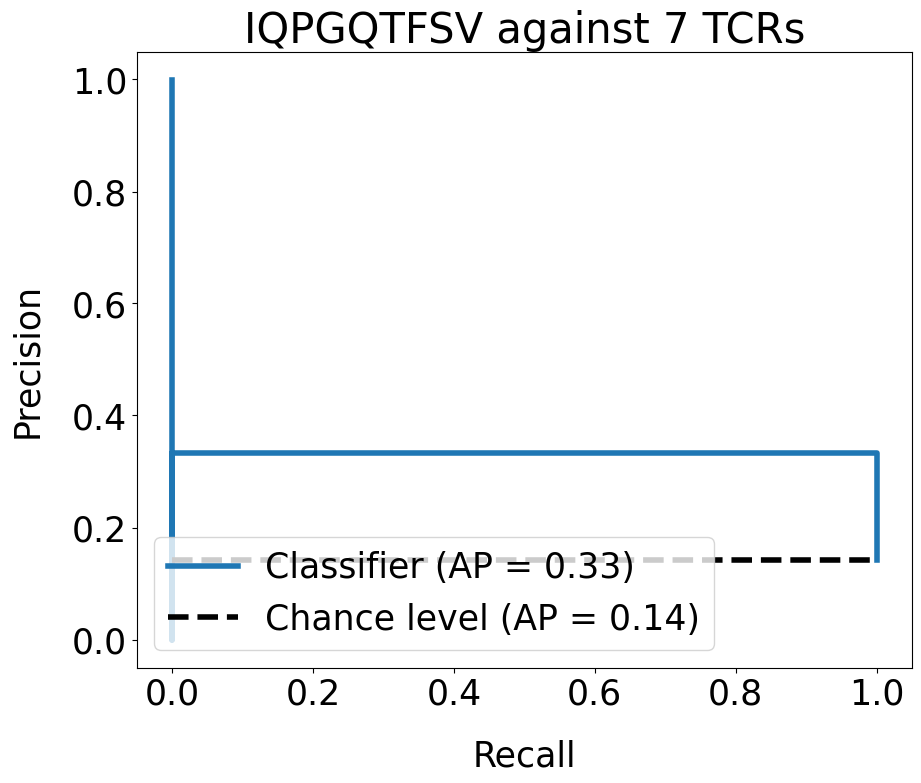 IQPGQTFSV against 7 TCRs
Precision
1.0
0.8
0.6
0.4
0.2
0.0
Classifier (AP = 0.33)
Chance level (AP = 0.14)
0.0 0.2 0.4 0.6 0.8 1.0
Recall